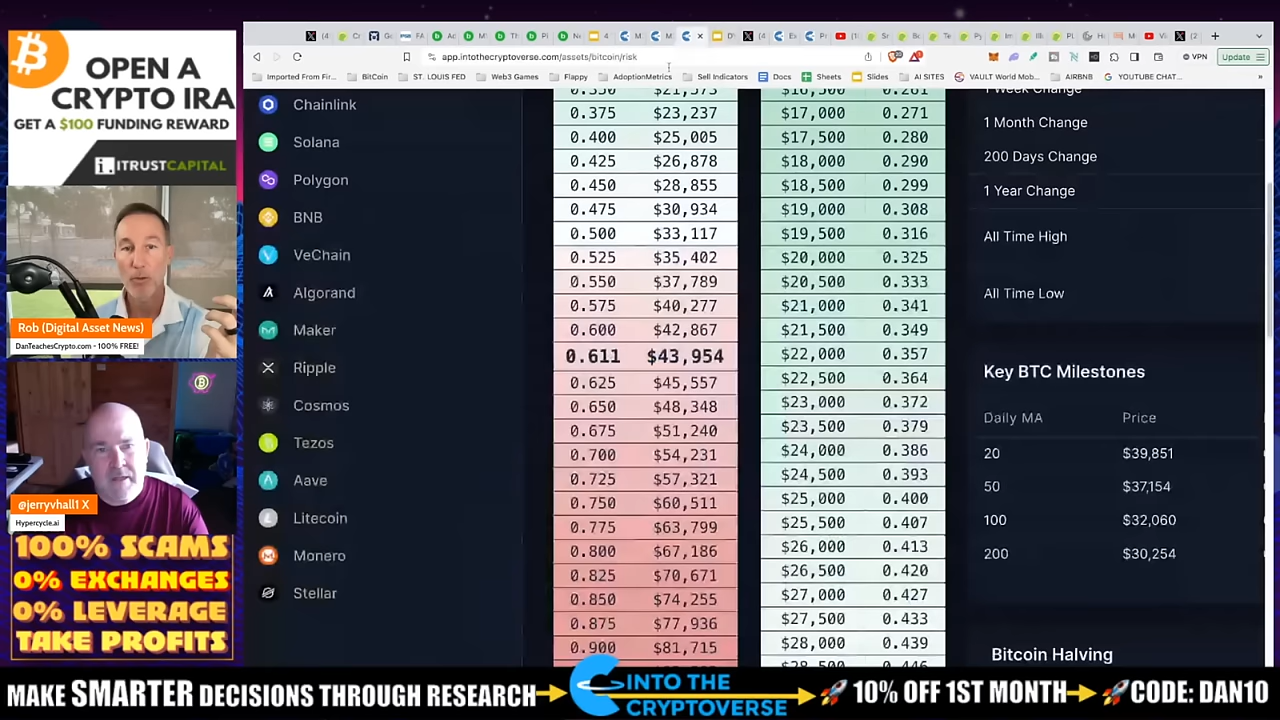 OPEN A
CRYPTO IRA
GET A $100 FUNDING REWARD
i. ITRUSTCAPITAL
Rob (Digital Asset News)
DanTeachesCrypto.com - 100% FREE!
@jerryvhall1 X
Hypercycle.ai
100% SCAMS
0% EXCHANGES
0% LEVERAGE
TAKE PROFITS
app.intothecryptoverse.com/assets/bitcoin/risk
VPN
Update
Imported From Fir...
BitCoin
ST. LOUIS FED
Web3 Games
Flappy
AdoptionMetrics
Sell Indicators
Docs
Sheets
Slides
AI SITES
VAULT World Mob...
AIRBNB
YOUTUBE CHAT...
Chainlink
Solana
Polygon
BNB
VeChain
Algorand
Maker
Ripple
Cosmos
Tezos
Aave
Litecoin
Monero
Stellar
0.375 $23,237
0.400 $25,005
0.425 $26,878
0.450 $28,855
0.475 $30,934
0.500 $33,117
0.525 $35,402
0.550 $37,789
0.575 $40,277
0.600 $42,867
0.611 $43,954
0.625 $45,557
0.650 $48,348
0.675 $51,240
0.700 $54,231
0.725 $57,321
0.750 $60,511
0.775 $63,799
0.800 $67,186
0.825 $70,671
0.850 $74,255
0.875 $77,936
0.900 $81,715
$17,000 0.271
$17,500 0.280
$18,000 0.290
$18,500 0.299
$19,000 0.308
$19,500 0.316
$20,000 0.325
$20,500 0.333
$21,000 0.341
$21,500 0.349
$22,000 0.357
$22,500 0.364
$23,000 0.372
$23,500 0.379
$24,000 0.386
$24,500 0.393
$25,000 0.400
$25,500 0.407
$26,000 0.413
$26,500 0.420
$27,000 0.427
$27,500 0.433
$28,000 0.439
1 Week Change
1 Month Change
200 Days Change
1 Year Change
All Time High
All Time Low
Key BTC Milestones
Daily MA Price
20 $39,851
50 $37,154
100 $32,060
200 $30,254
Bitcoin Halving
MAKE SMARTER DECISIONS THROUGH RESEARCH
INTO THE
CRYPTOVERSE
10% OFF 1ST MONTH
CODE: DAN10